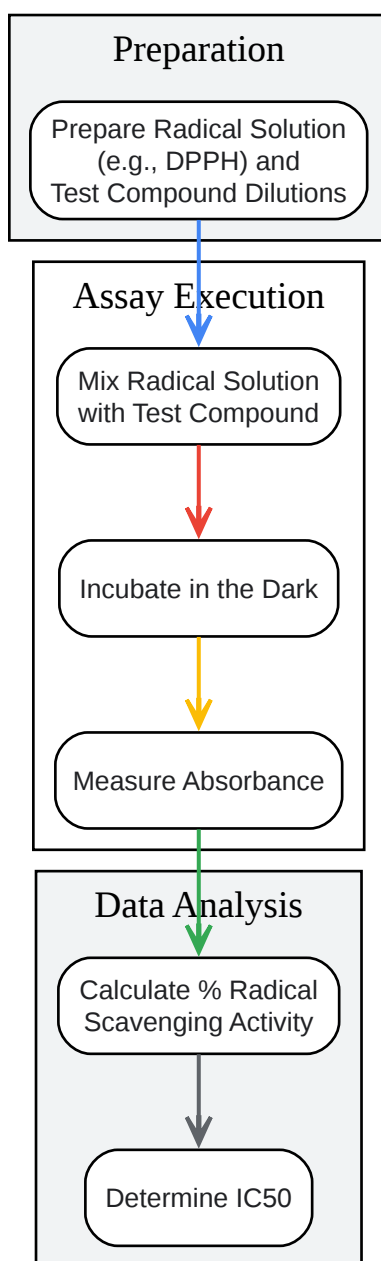 Preparation
Prepare Radical Solution
(e.g., DPPH) and
Test Compound Dilutions
Assay Execution
Mix Radical Solution
with Test Compound
Incubate in the Dark
Measure Absorbance
Data Analysis
Calculate % Radical
Scavenging Activity
Determine IC50